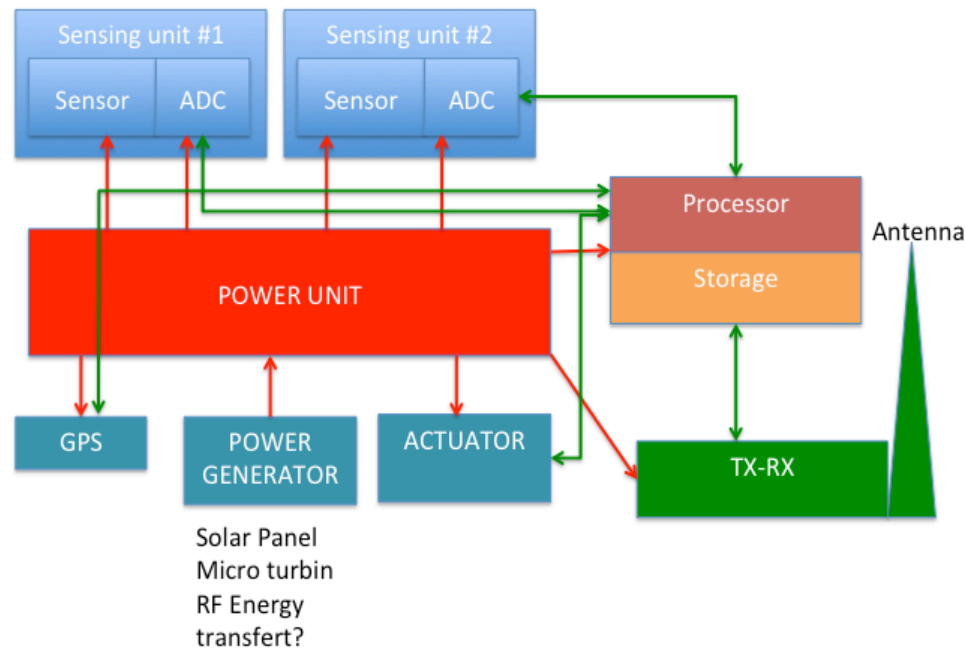 Sensing unit #1
Sensor
ADC
Sensing unit #2
Sensor
ADC
Processor
Storage
Antenna
POWER UNIT
GPS
POWER
GENERATOR
ACTUATOR
TX-RX
Solar Panel
Micro turbin
RF Energy
transfert?